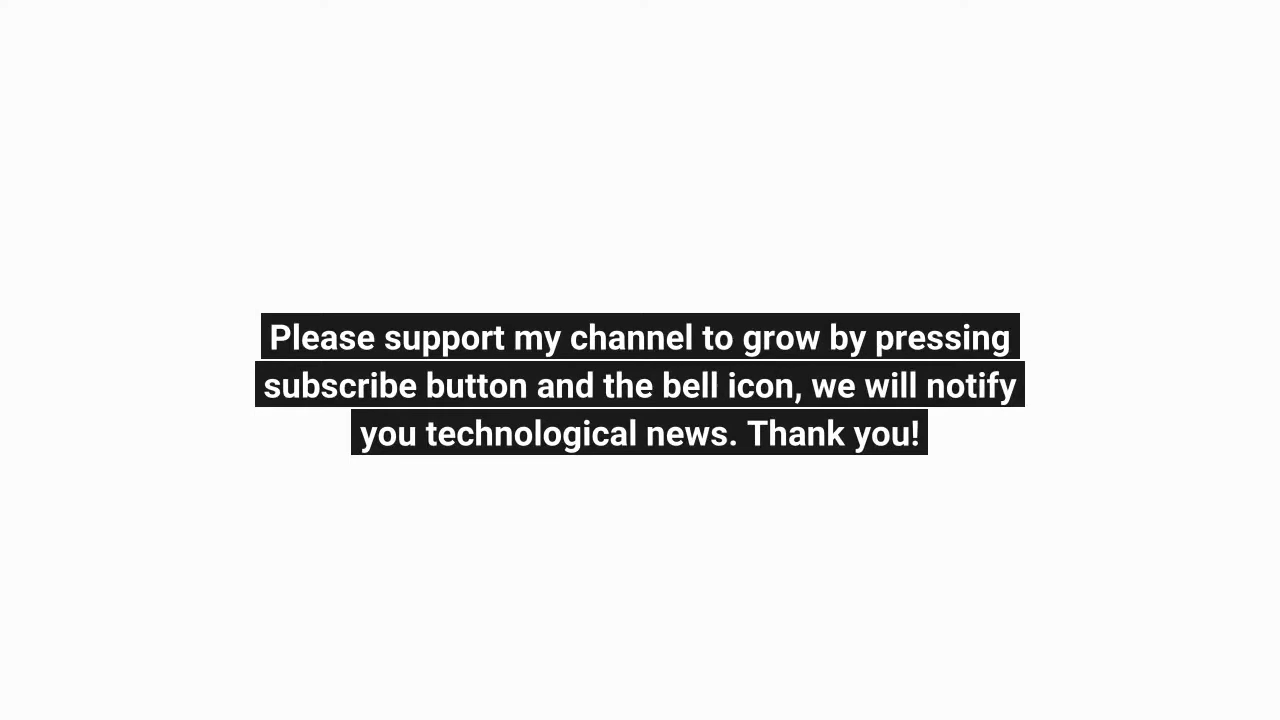 Please support my channel to grow by pressing
subscribe button and the bell icon, we will notify
you technological news. Thank you!